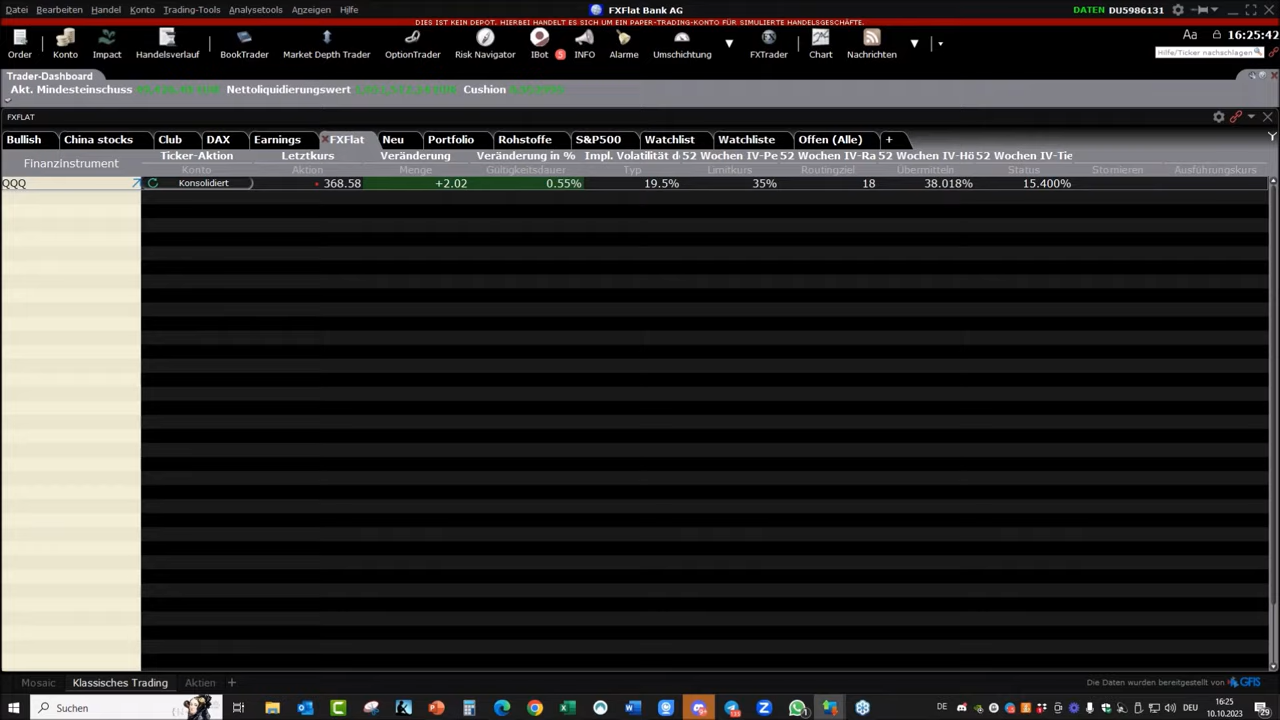 Datei Bearbeiten Handel Konto Trading-Tools Analysetools Anzeigen Hilfe FXFlat Bank AG DATEN DU5986131
DIES IST KEIN DEPOT. HIERBEI HANDELT ES SICH UM EIN PAPER-TRADING-KONTO FÜR SIMULIERTE HANDELSGESCHÄFTE.
Aa 16:25:42
Order Konto Impact Handelsverlauf BookTrader Market Depth Trader OptionTrader Risk Navigator IBot 5 INFO Alarme Umschichtung FXTrader Chart Nachrichten Hilfe/Ticker nachschlagen
Trader-Dashboard
Akt. Mindesteinschuss Nettoliquidierungswert Cushion
FXFLAT
Bullish China stocks Club DAX Earnings FXFlat Neu Portfolio Rohstoffe S&P500 Watchlist Watchliste Offen (Alle) +
Finanzinstrument Ticker-Aktion Letztkurs Veränderung Veränderung in % Impl. Volatilität d 52 Wochen IV-Pe 52 Wochen IV-Ra 52 Wochen IV-Hö 52 Wochen IV-Tie
Konto Aktion Menge Gültigkeitsdauer Typ Limitkurs Routingziel Übermitteln Status Stornieren Ausführungskurs
QQQ Konsolidiert 368.58 +2.02 0.55% 19.5% 35% 18 38.018% 15.400%
Mosaic Klassisches Trading Aktien + Die Daten wurden bereitgestellt von GFIS
Suchen DE DEU 16:25
10.10.2023 29